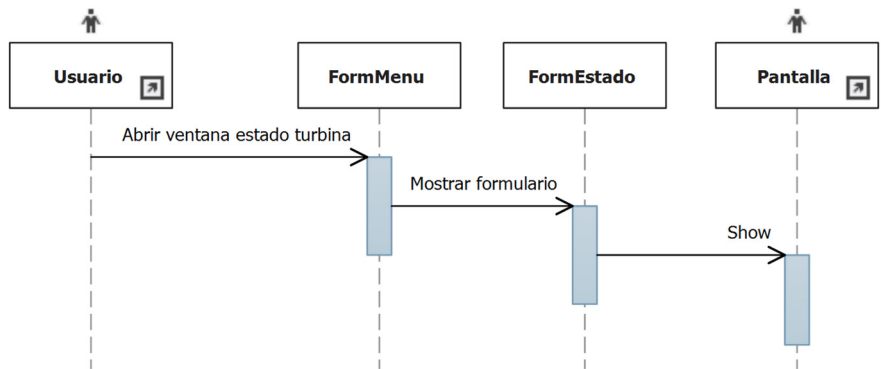 Usuario
FormMenu
FormEstado
Pantalla
Abrir ventana estado turbina
Mostrar formulario
Show